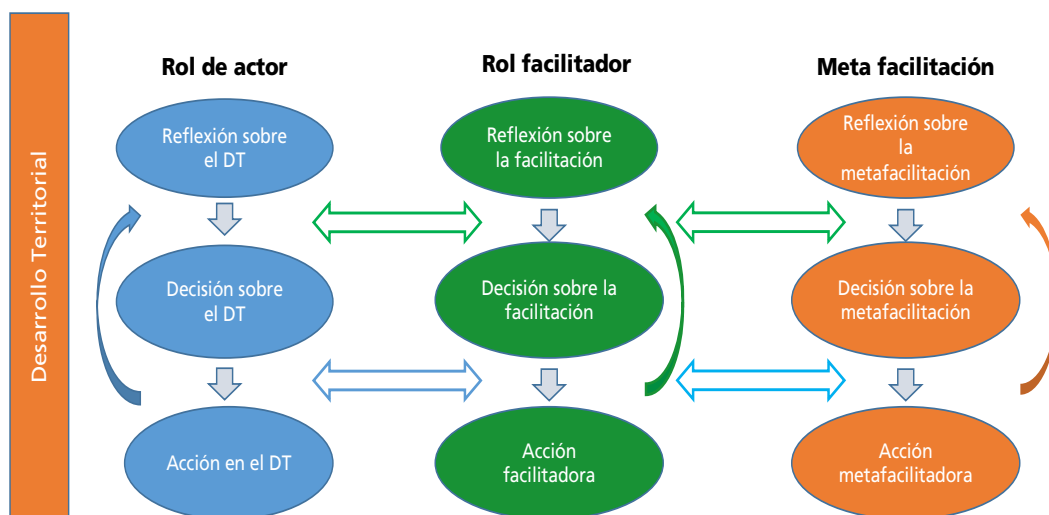 Desarrollo Territorial
Rol de actor
Rol facilitador
Meta facilitación
Reflexión sobre
el DT
Reflexión sobre
la facilitación
Reflexión sobre
la
metafacilitación
Decisión sobre
el DT
Decisión sobre la
facilitación
Decisión sobre la
metafacilitación
Acción en el DT
Acción
facilitadora
Acción
metafacilitadora